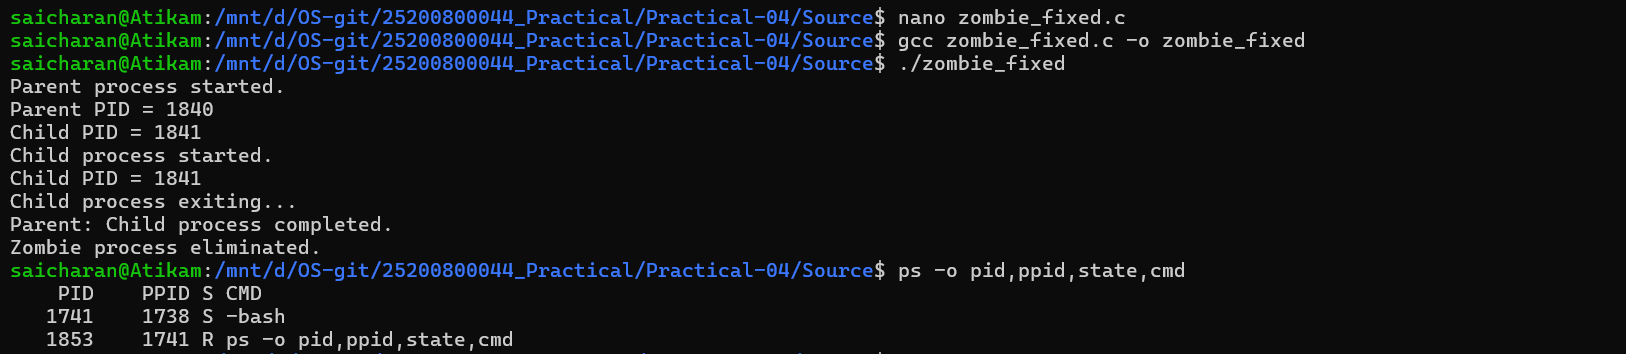 saicharan@Atikam:/mnt/d/OS-git/25200800044_Practical/Practical-04/Source$ nano zombie_fixed.c
saicharan@Atikam:/mnt/d/OS-git/25200800044_Practical/Practical-04/Source$ gcc zombie_fixed.c -o zombie_fixed
saicharan@Atikam:/mnt/d/OS-git/25200800044_Practical/Practical-04/Source$ ./zombie_fixed
Parent process started.
Parent PID = 1840
Child PID = 1841
Child process started.
Child PID = 1841
Child process exiting...
Parent: Child process completed.
Zombie process eliminated.
saicharan@Atikam:/mnt/d/OS-git/25200800044_Practical/Practical-04/Source$ ps -o pid,ppid,state,cmd
    PID    PPID S CMD
   1741    1738 S -bash
   1853    1741 R ps -o pid,ppid,state,cmd